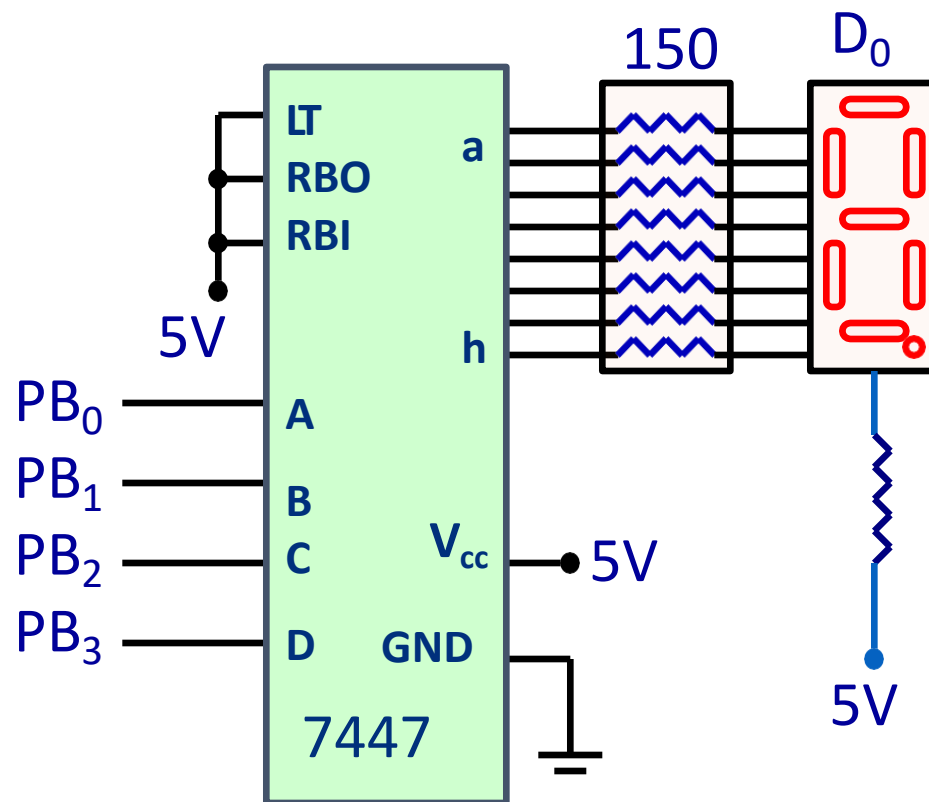 150
D₀
LT
RBO
RBI
5V
a
h
PB₀
PB₁
PB₂
PB₃
A
B
C
D
Vcc
5V
GND
5V
7447